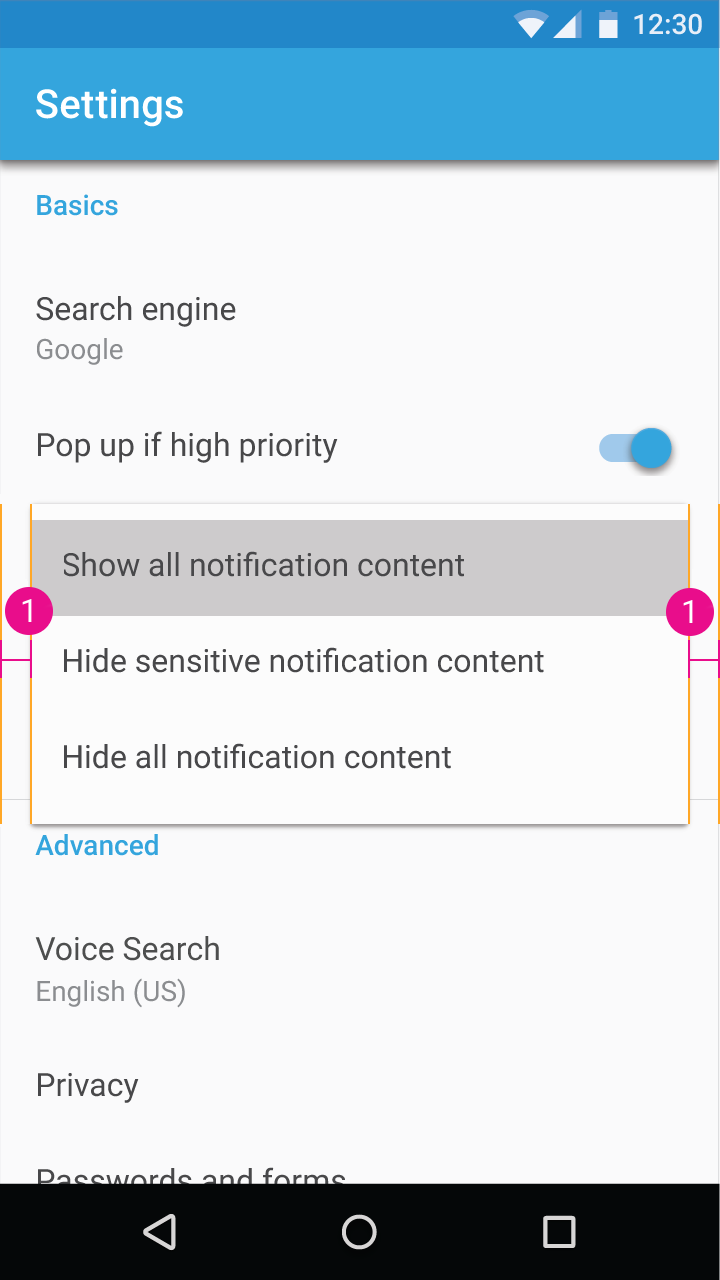 12:30
Settings
Basics
Search engine
Google
Pop up if high priority
Show all notification content
1
1
Hide sensitive notification content
Hide all notification content
Advanced
Voice Search
English (US)
Privacy
Passwords and forms